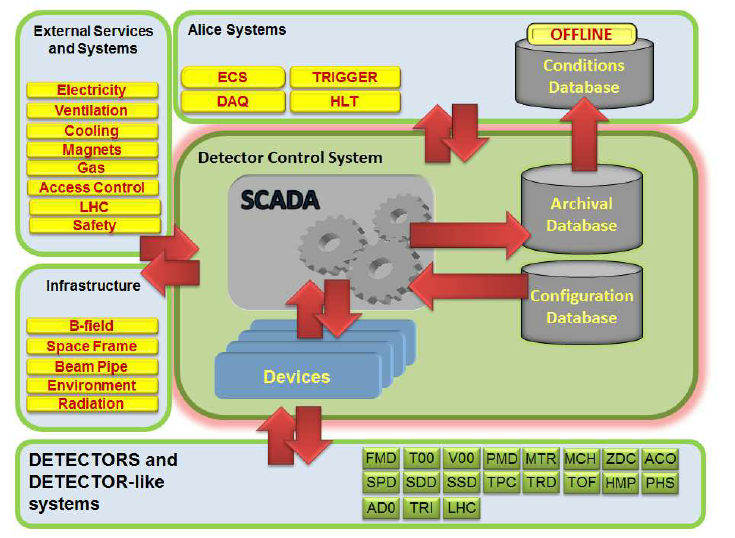 External Services
and Systems
Electricity
Ventilation
Cooling
Magnets
Gas
Access Control
LHC
Safety
Alice Systems
ECS
TRIGGER
DAQ
HLT
OFFLINE
Conditions
Database
Detector Control System
SCADA
Archival
Database
Configuration
Database
Devices
Infrastructure
B-field
Space Frame
Beam Pipe
Environment
Radiation
DETECTORS and
DETECTOR-like
systems
FMD T00 V00 PMD MTR MCH ZDC ACO
SPD SDD SSD TPC TRD TOF HMP PHS
AD0 TRI LHC